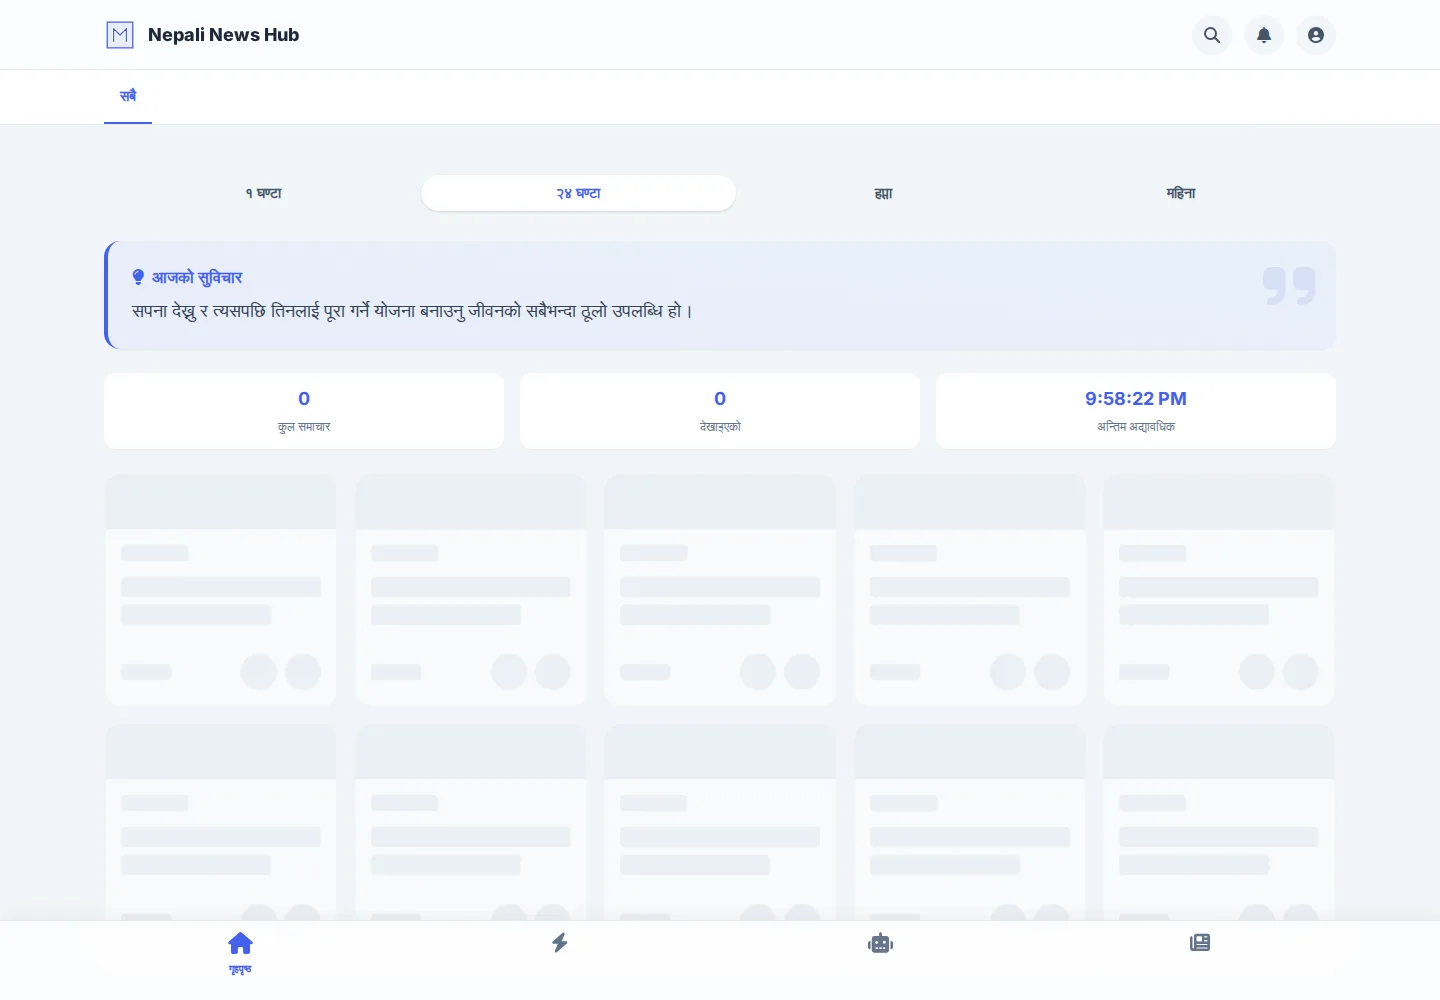 Nepali News Hub
सबै
१ घण्टा
२४ घण्टा
हप्ता
महिना
आजको सुविचार
सपना देख्नु र त्यसपछि तिनलाई पूरा गर्ने योजना बनाउनु जीवनको सबैभन्दा ठूलो उपलब्धि हो।
0
कुल समाचार
0
देखाइएको
9:58:22 PM
अन्तिम अद्यावधिक
गृहपृष्ठ